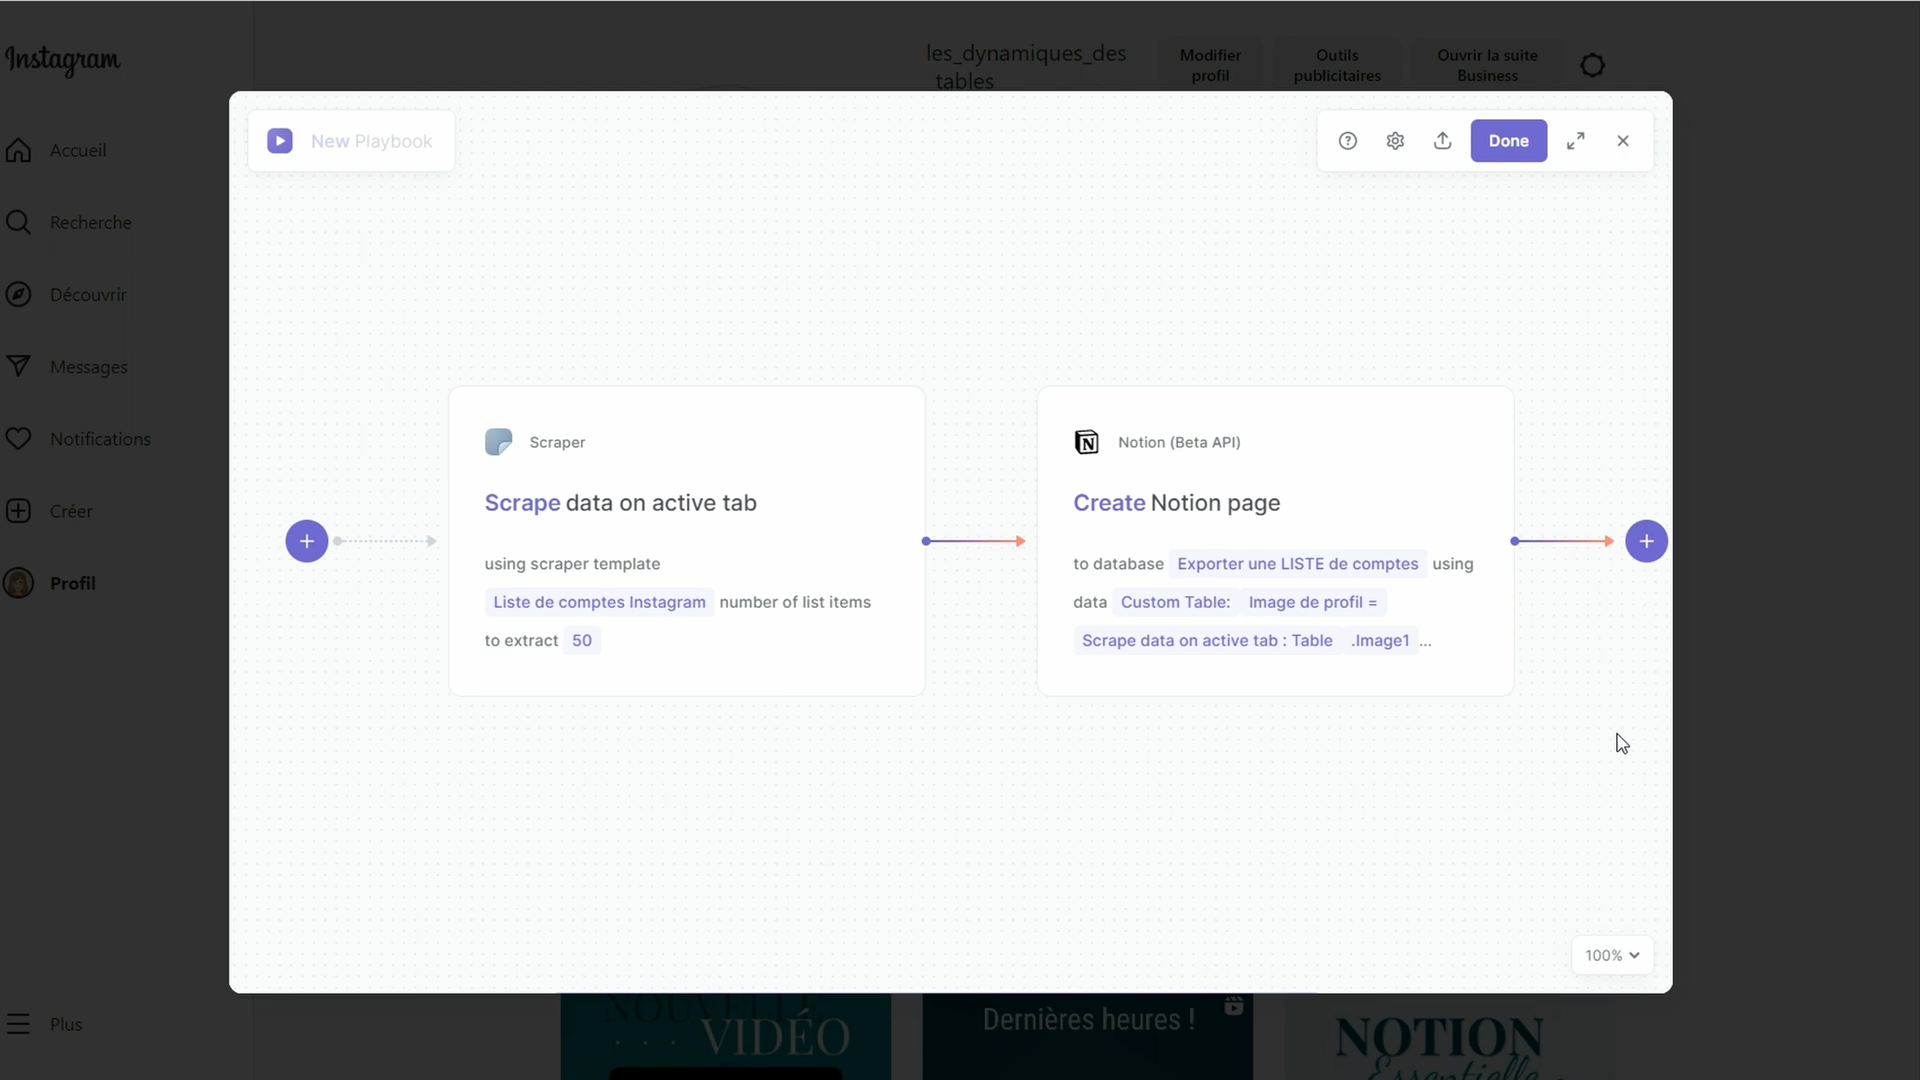 Instagram
les_dynamiques_des
_tables
Modifier
profil
Outils
publicitaires
Ouvrir la suite
Business
Accueil
Recherche
Découvrir
Messages
Notifications
Créer
Profil
Plus
New Playbook
Done
Scraper
Scrape data on active tab
using scraper template
Liste de comptes Instagram number of list items
to extract 50
Notion (Beta API)
Create Notion page
to database Exporter une LISTE de comptes using
data Custom Table: Image de profil =
Scrape data on active tab : Table .Image1 ...
100%
NOUVELLE
VIDÉO
Dernières heures !
NOTION
Essentielle